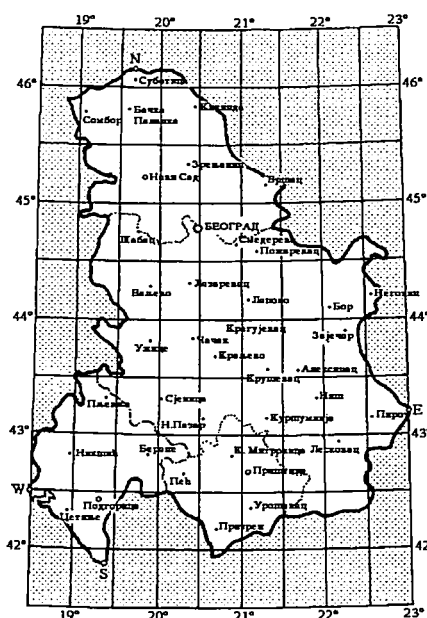 19° 20° 21° 22° 23°
N
46° 46°
Суботица
Сомбор
Бачка
Паланка
Кикинда
Зрењанин
Нови Сад
Вршац
45° 45°
БЕОГРАД
Шабац
Смедерево
Пожаревац
Ваљево
Лазаревац
Лапово
Бор
Неготин
44° 44°
Крагујевац
Зајечар
Ужице
Чачак
Краљево
Алексинац
Крушевац
Пљевља
Сјеница
Ниш
E
Н.Пазар
Куршумлија
Пирот
43° 43°
Никшић
Беране
К. Митровица
Лесковац
Пећ
Приштина
W
Подгорица
Цетиње
Урошевац
Призрен
42° 42°
S
19° 20° 21° 22° 23°